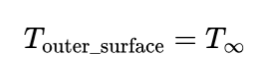 T_outer_surface = T_∞